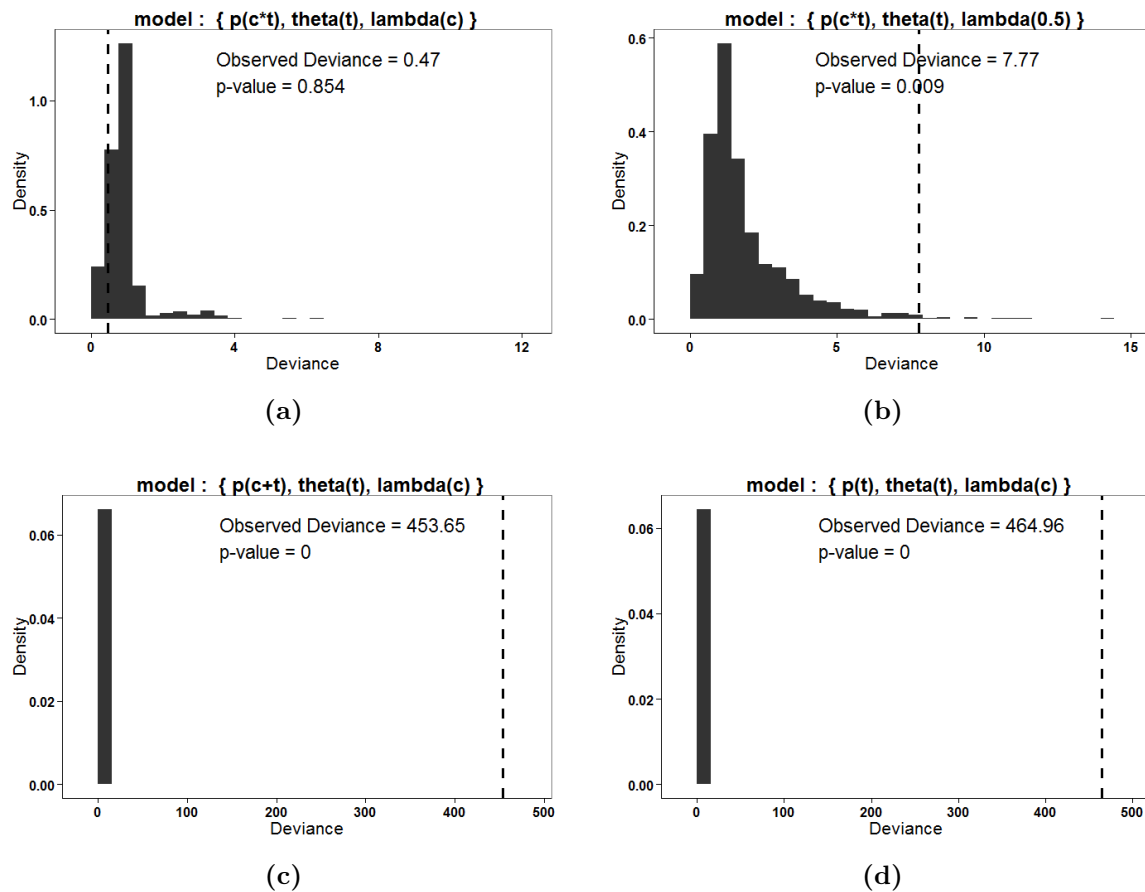 model : { p(c*t), theta(t), lambda(c) }
Observed Deviance = 0.47
p-value = 0.854
Density
1.0
0.5
0.0
0 4 8 12
Deviance
(a)
model : { p(c*t), theta(t), lambda(0.5) }
Observed Deviance = 7.77
p-value = 0.009
Density
0.6
0.4
0.2
0.0
0 5 10 15
Deviance
(b)
model : { p(c+t), theta(t), lambda(c) }
Observed Deviance = 453.65
p-value = 0
Density
0.06
0.04
0.02
0.00
0 100 200 300 400 500
Deviance
(c)
model : { p(t), theta(t), lambda(c) }
Observed Deviance = 464.96
p-value = 0
Density
0.06
0.04
0.02
0.00
0 100 200 300 400 500
Deviance
(d)